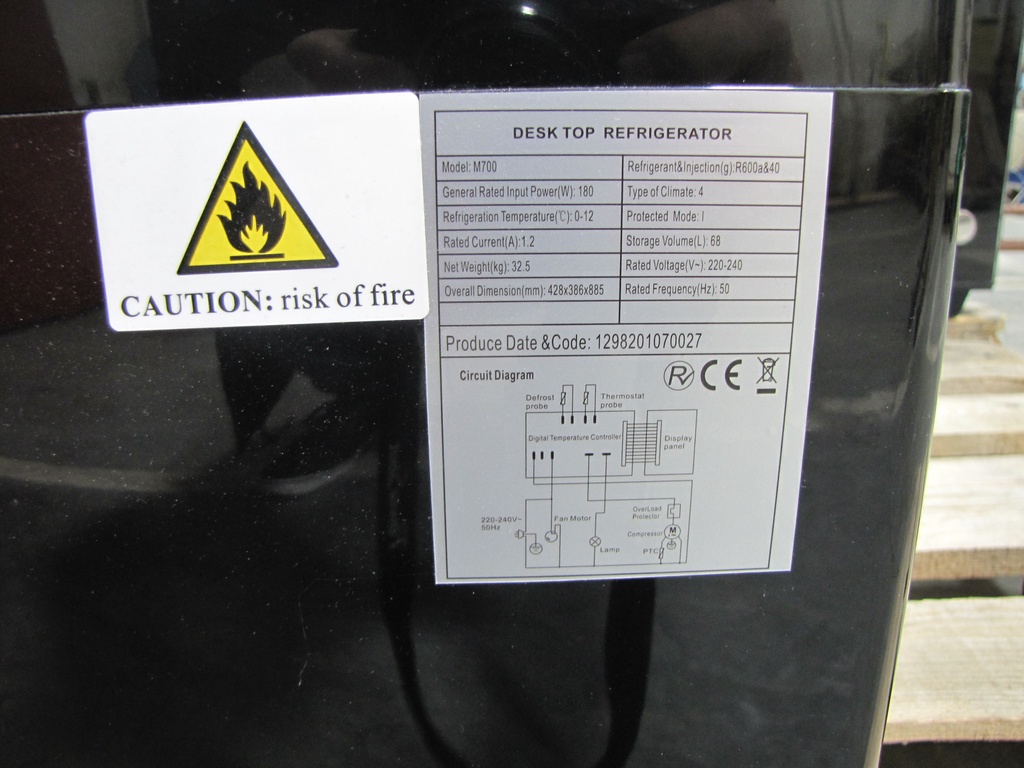 CAUTION: risk of fire
DESK TOP REFRIGERATOR
Model: M700
Refrigerant&Injection(g):R600a&40
General Rated Input Power(W): 180
Type of Climate: 4
Refrigeration Temperature(℃): 0-12
Protected Mode: I
Rated Current(A):1.2
Storage Volume(L): 68
Net Weight(kg): 32.5
Rated Voltage(V~): 220-240
Overall Dimension(mm): 428x386x885
Rated Frequency(Hz): 50
Produce Date &Code: 1298201070027
Circuit Diagram
CE
Defrost
probe
Thermostat
probe
Digital Temperature Controller
Display
panel
220-240V~
50Hz
Fan Motor
Lamp
OverLoad
Protector
Compressor
M
PTC